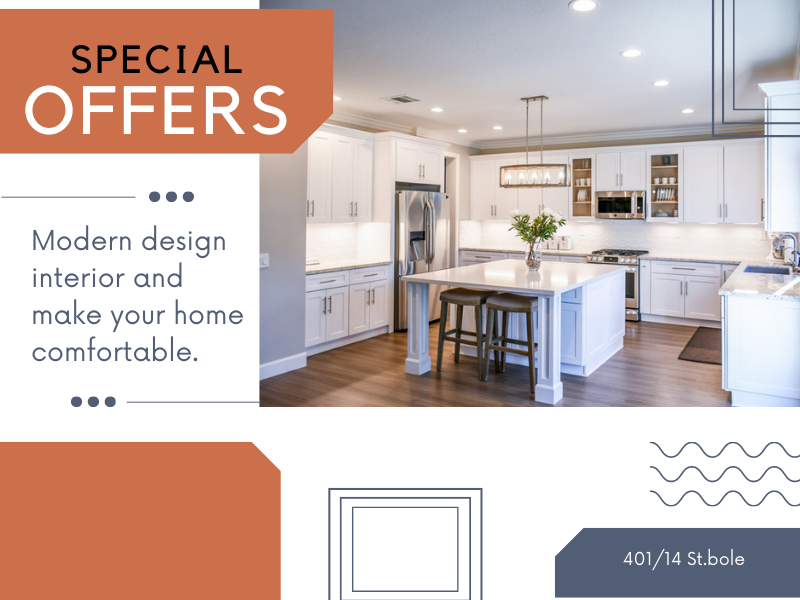 SPECIAL
OFFERS
Modern design
interior and
make your home
comfortable.
401/14 St.bole